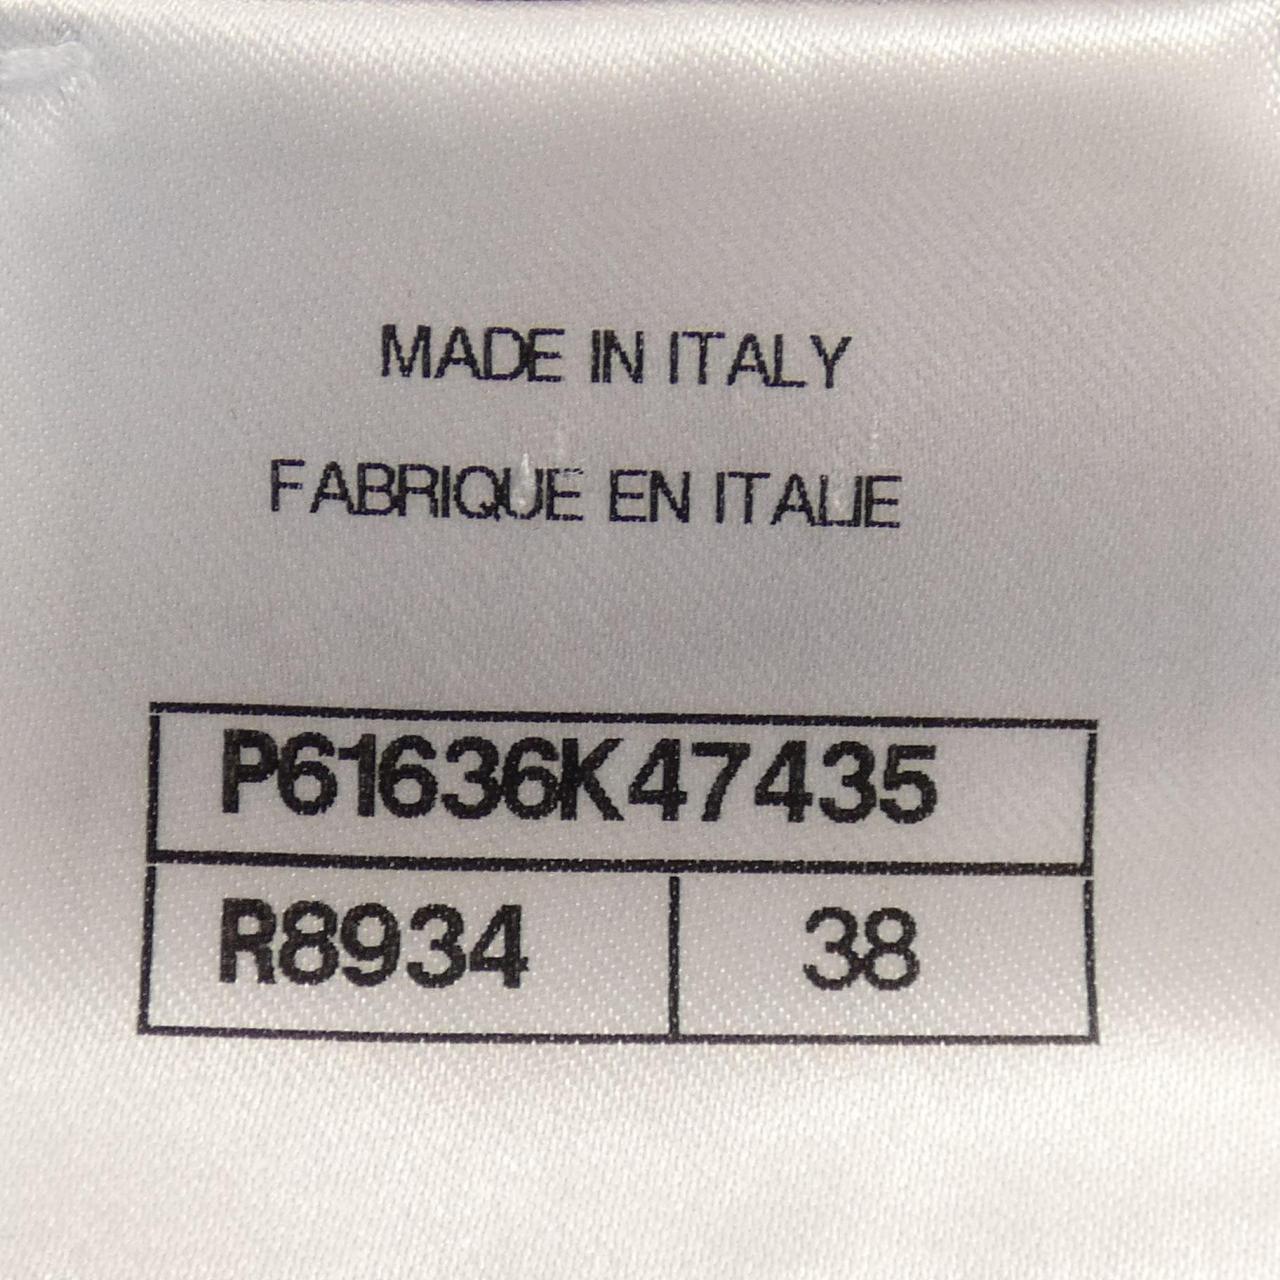 MADE IN ITALY
FABRIQUE EN ITALIE
P61636K47435
R8934 38